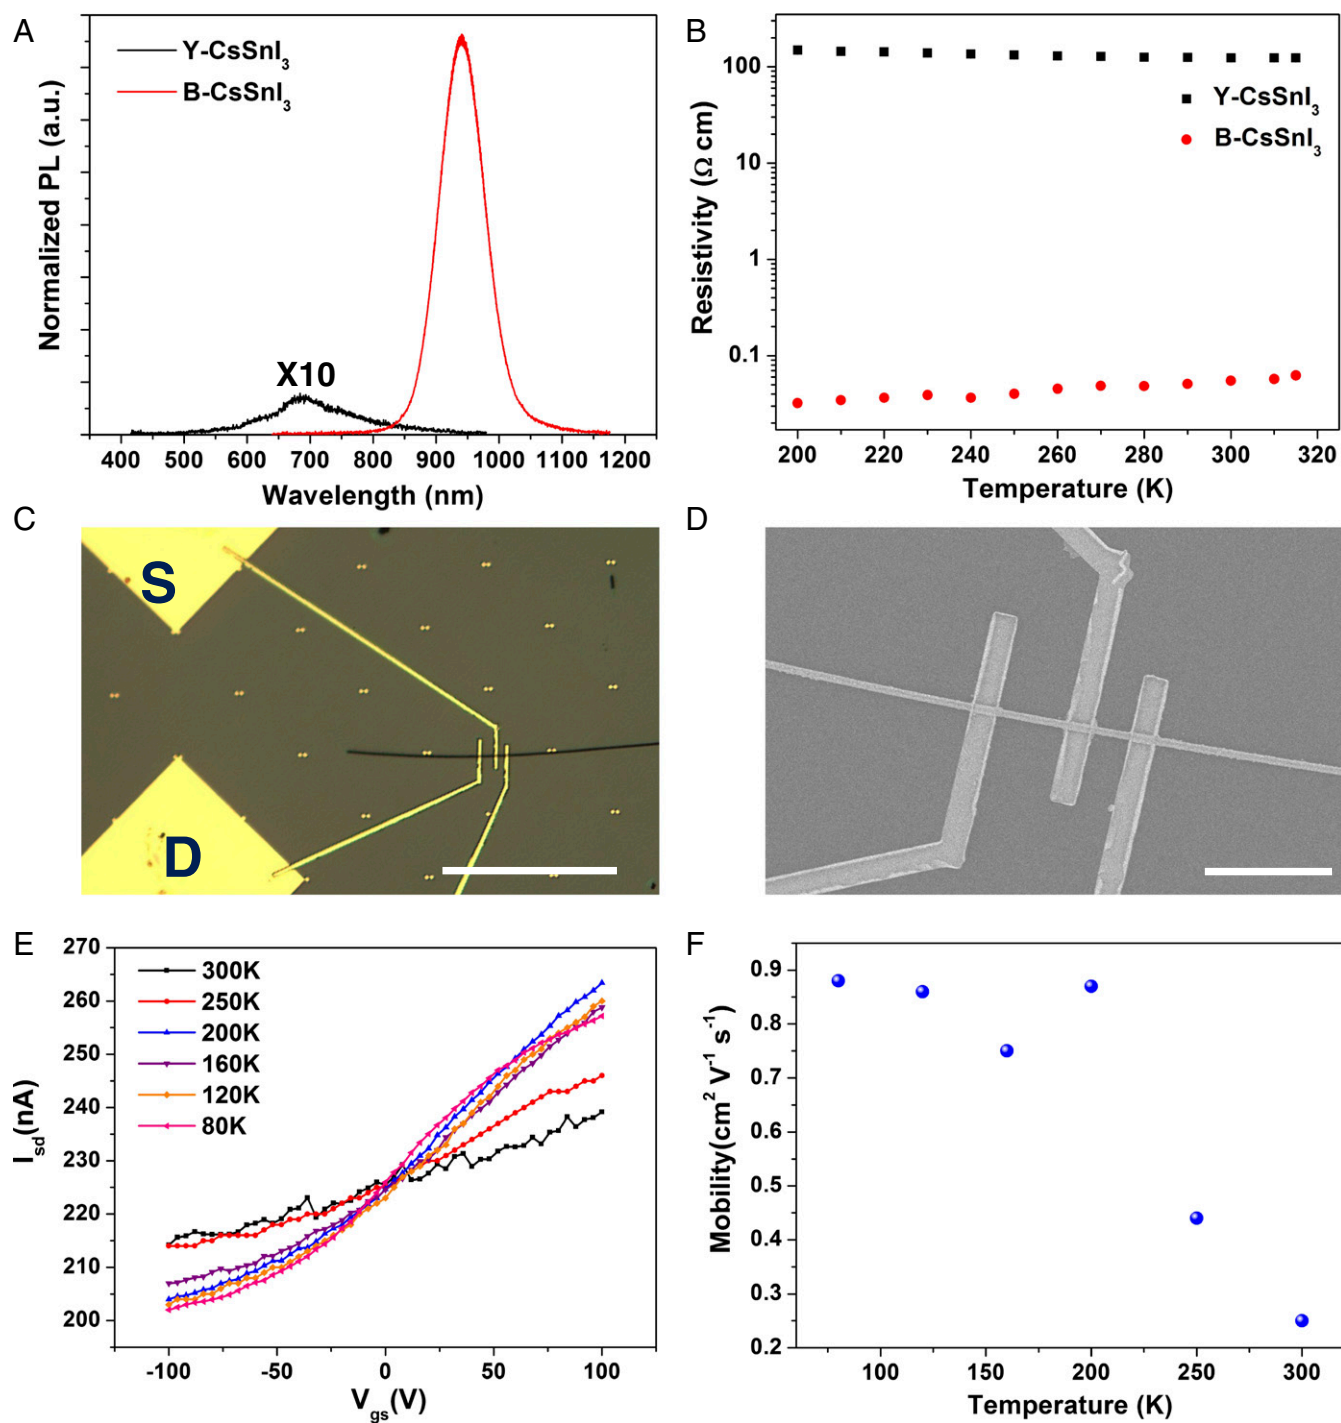 A
Y-CsSnI₃
B-CsSnI₃
X10
Normalized PL (a.u.)
400 500 600 700 800 900 1000 1100 1200
Wavelength (nm)
B
100
10
1
0.1
Y-CsSnI₃
B-CsSnI₃
Resistivity (Ω cm)
200 220 240 260 280 300 320
Temperature (K)
C
S
D
D
E
270
260
250
240
230
220
210
200
300K
250K
200K
160K
120K
80K
I_sd(nA)
-100 -50 0 50 100
V_gs(V)
F
0.9
0.8
0.7
0.6
0.5
0.4
0.3
0.2
Mobility(cm² V⁻¹ s⁻¹)
100 150 200 250 300
Temperature (K)